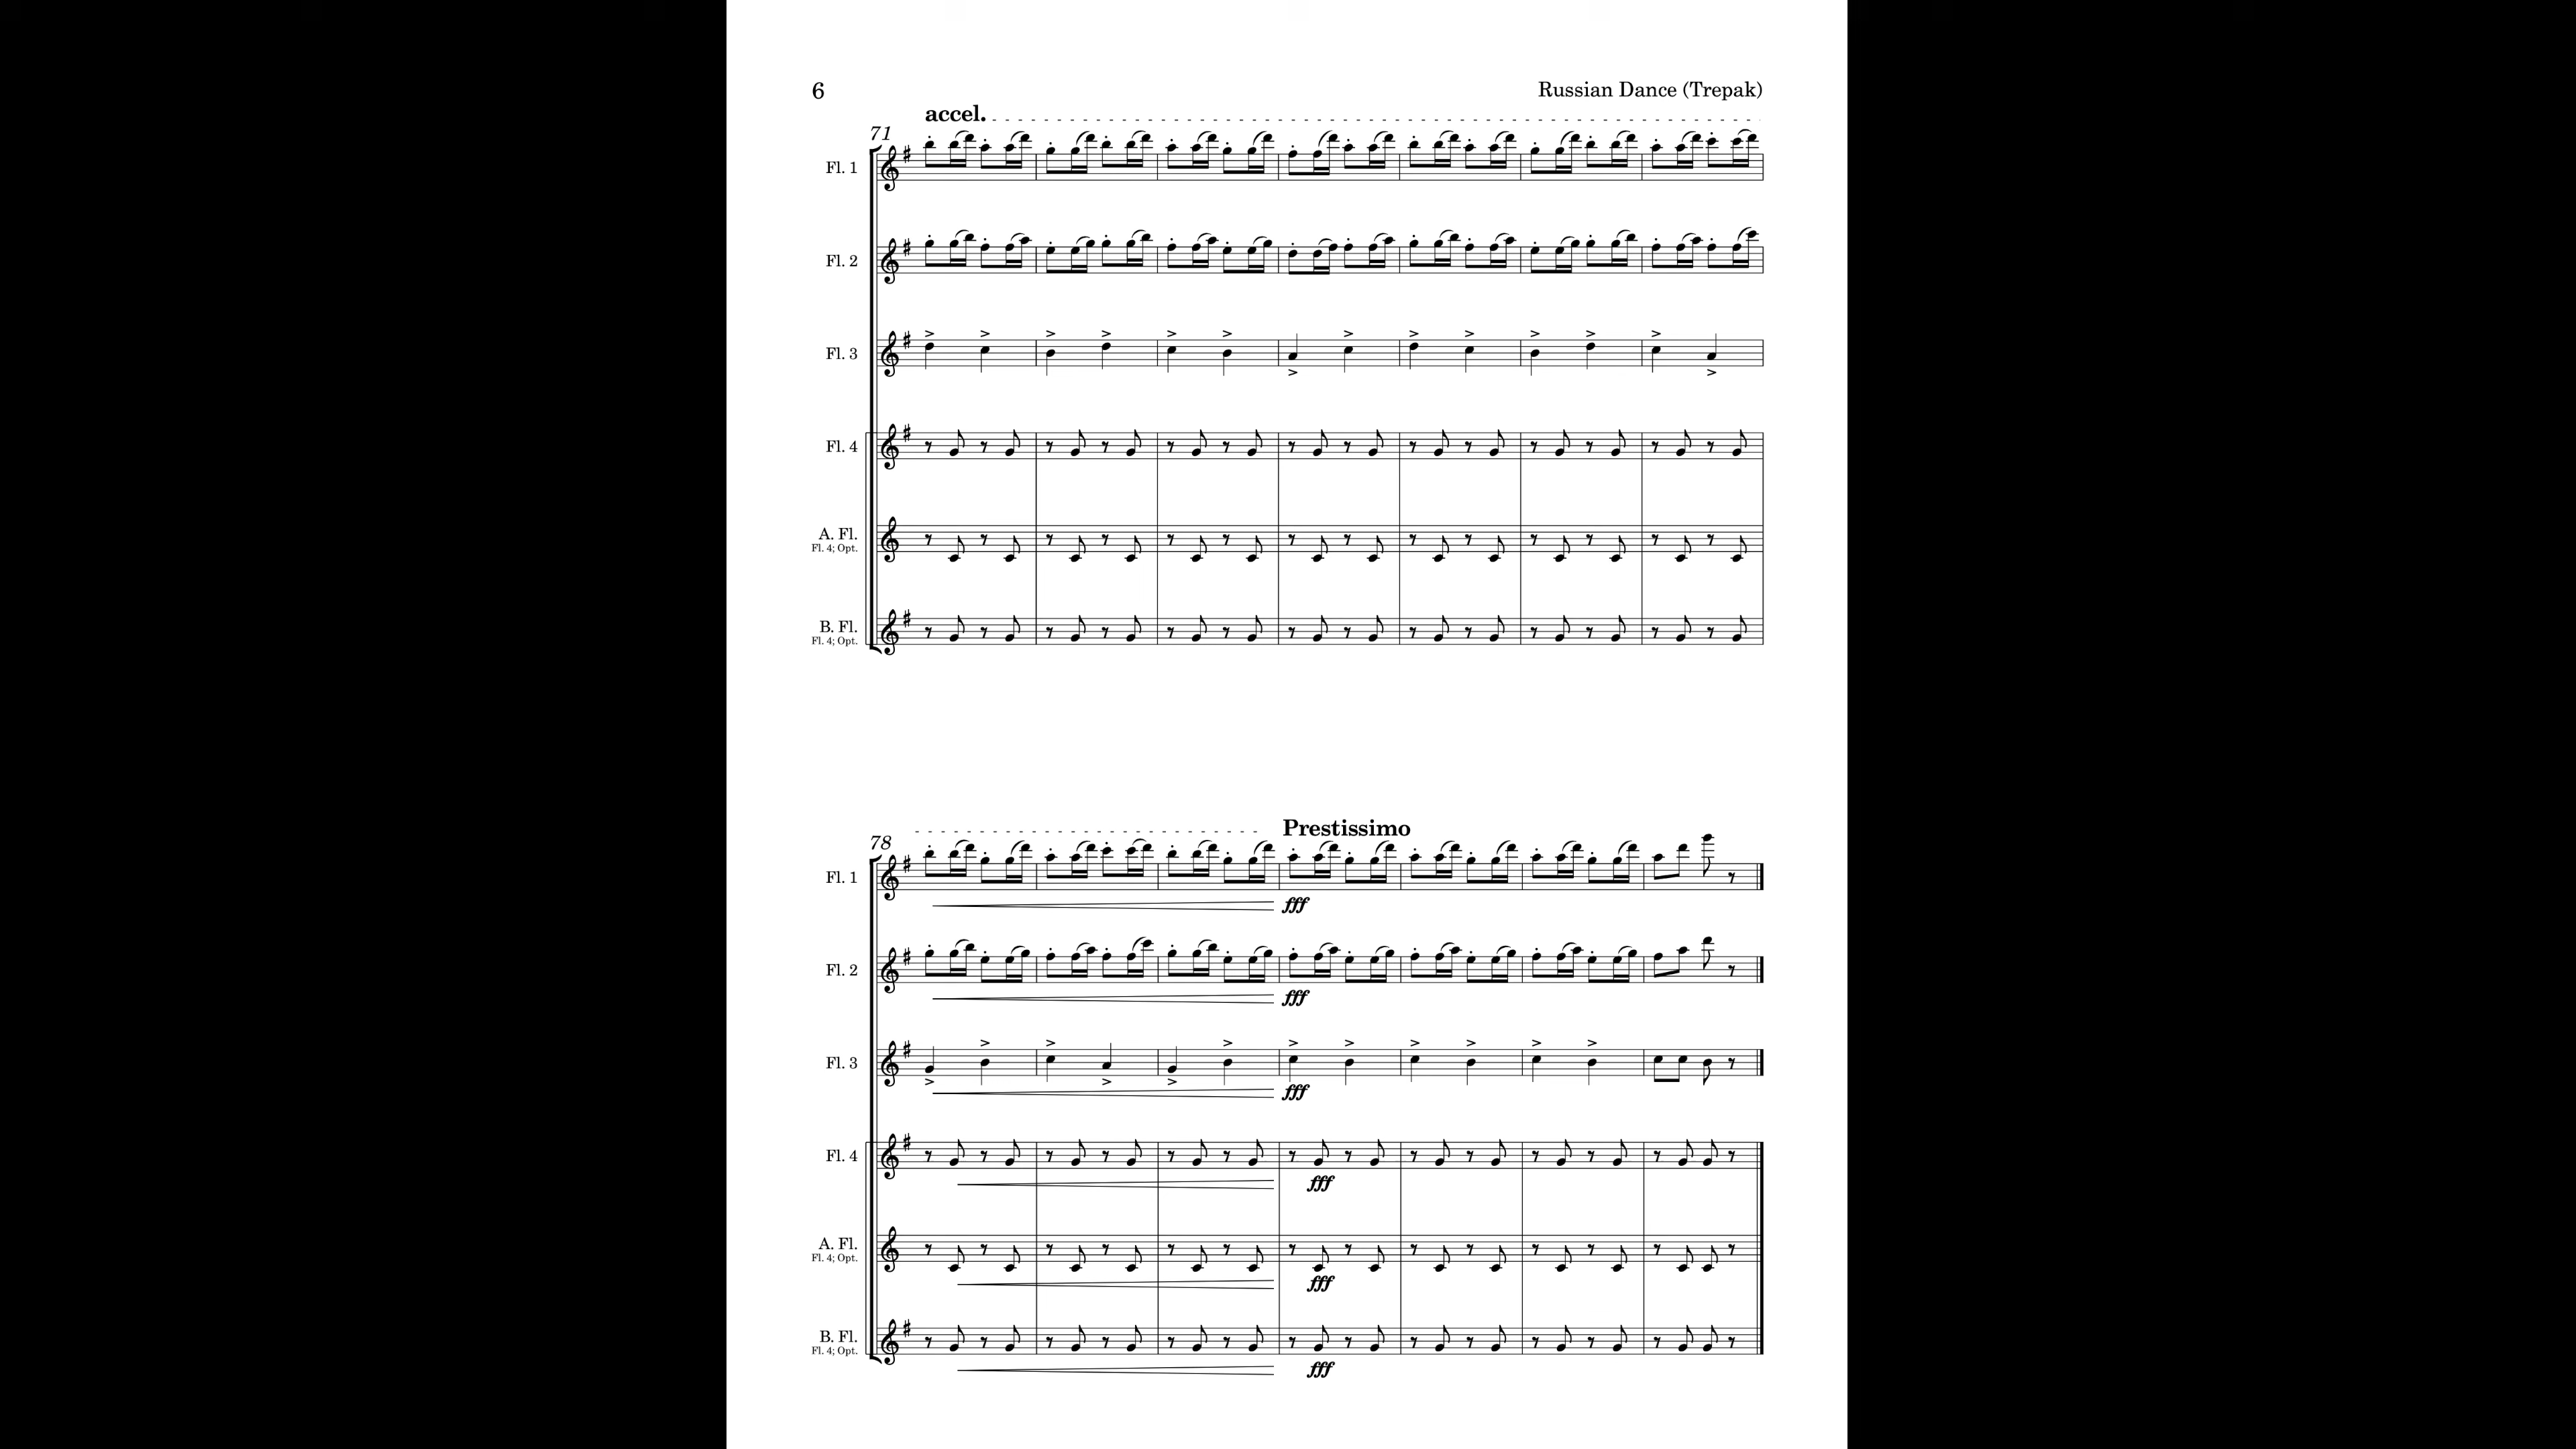 6
Russian Dance (Trepak)
accel.
71
Fl. 1
Fl. 2
Fl. 3
Fl. 4
A. Fl.
Fl. 4; Opt.
B. Fl.
Fl. 4; Opt.
78
Prestissimo
Fl. 1
fff
Fl. 2
fff
Fl. 3
fff
Fl. 4
fff
A. Fl.
Fl. 4; Opt.
fff
B. Fl.
Fl. 4; Opt.
fff